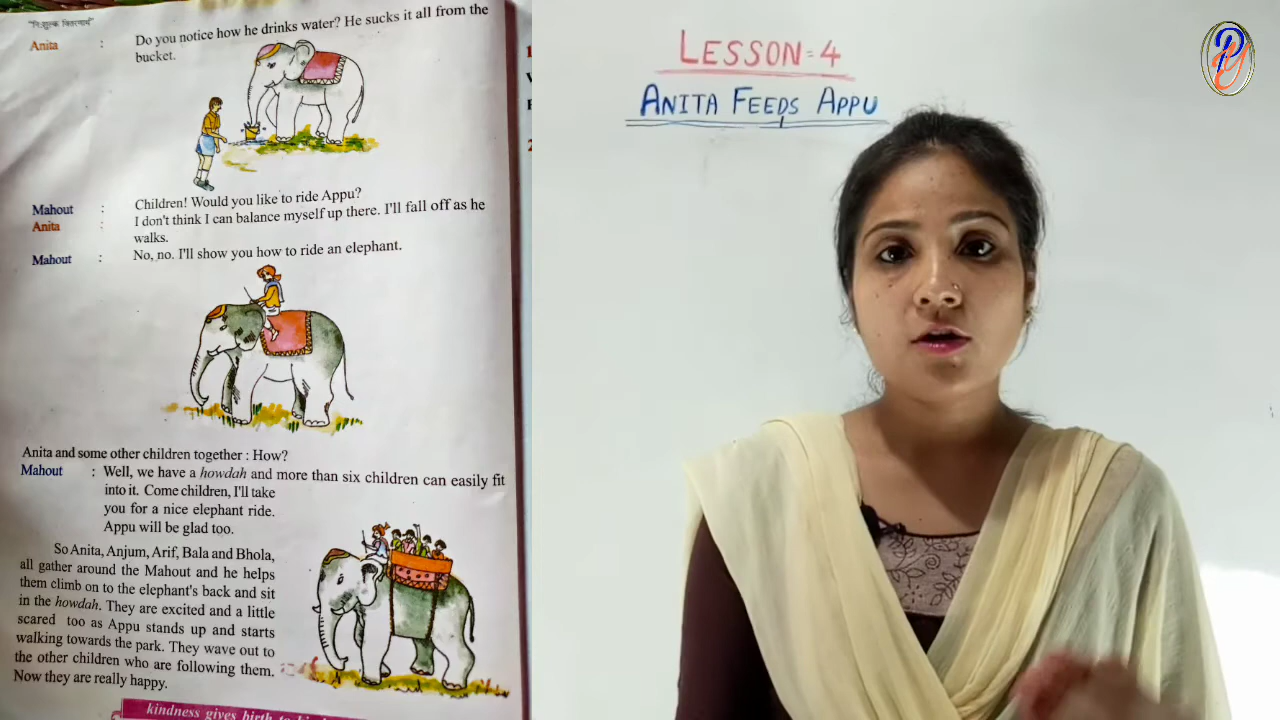 "नि:शुल्क वितरणार्थ"
Anita : Do you notice how he drinks water? He sucks it all from the
bucket.
Mahout : Children! Would you like to ride Appu?
Anita : I don't think I can balance myself up there. I'll fall off as he
walks.
Mahout : No, no. I'll show you how to ride an elephant.
Anita and some other children together : How?
Mahout : Well, we have a howdah and more than six children can easily fit
into it. Come children, I'll take
you for a nice elephant ride.
Appu will be glad too.
So Anita, Anjum, Arif, Bala and Bhola,
all gather around the Mahout and he helps
them climb on to the elephant's back and sit
in the howdah. They are excited and a little
scared too as Appu stands up and starts
walking towards the park. They wave out to
the other children who are following them.
Now they are really happy.
kindness gives birth to
LESSON = 4
ANITA FEEDS APPU